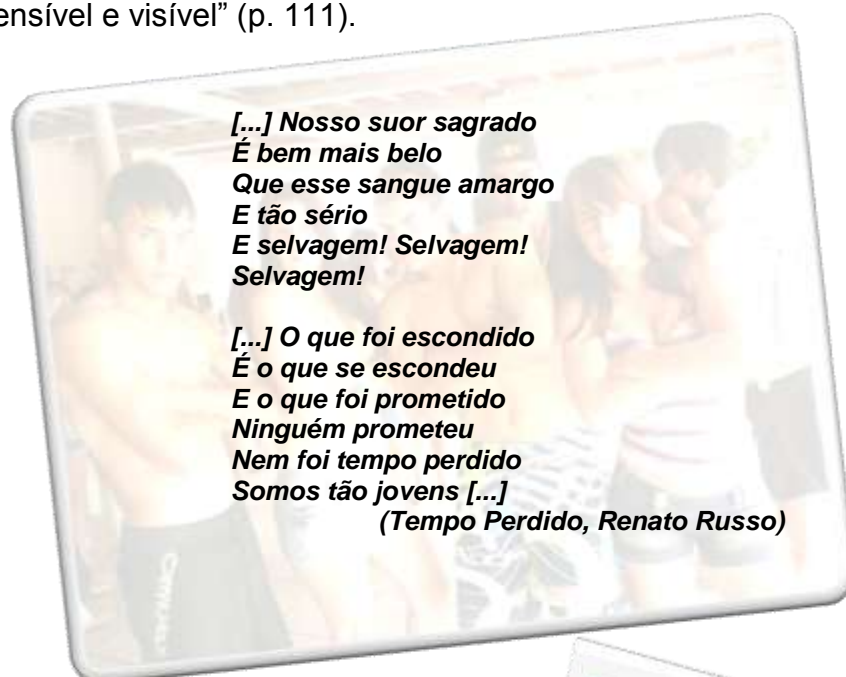 ensível e visível” (p. 111).
[...] Nosso suor sagrado
É bem mais belo
Que esse sangue amargo
E tão sério
E selvagem! Selvagem!
Selvagem!
[...] O que foi escondido
É o que se escondeu
E o que foi prometido
Ninguém prometeu
Nem foi tempo perdido
Somos tão jovens [...]
(Tempo Perdido, Renato Russo)